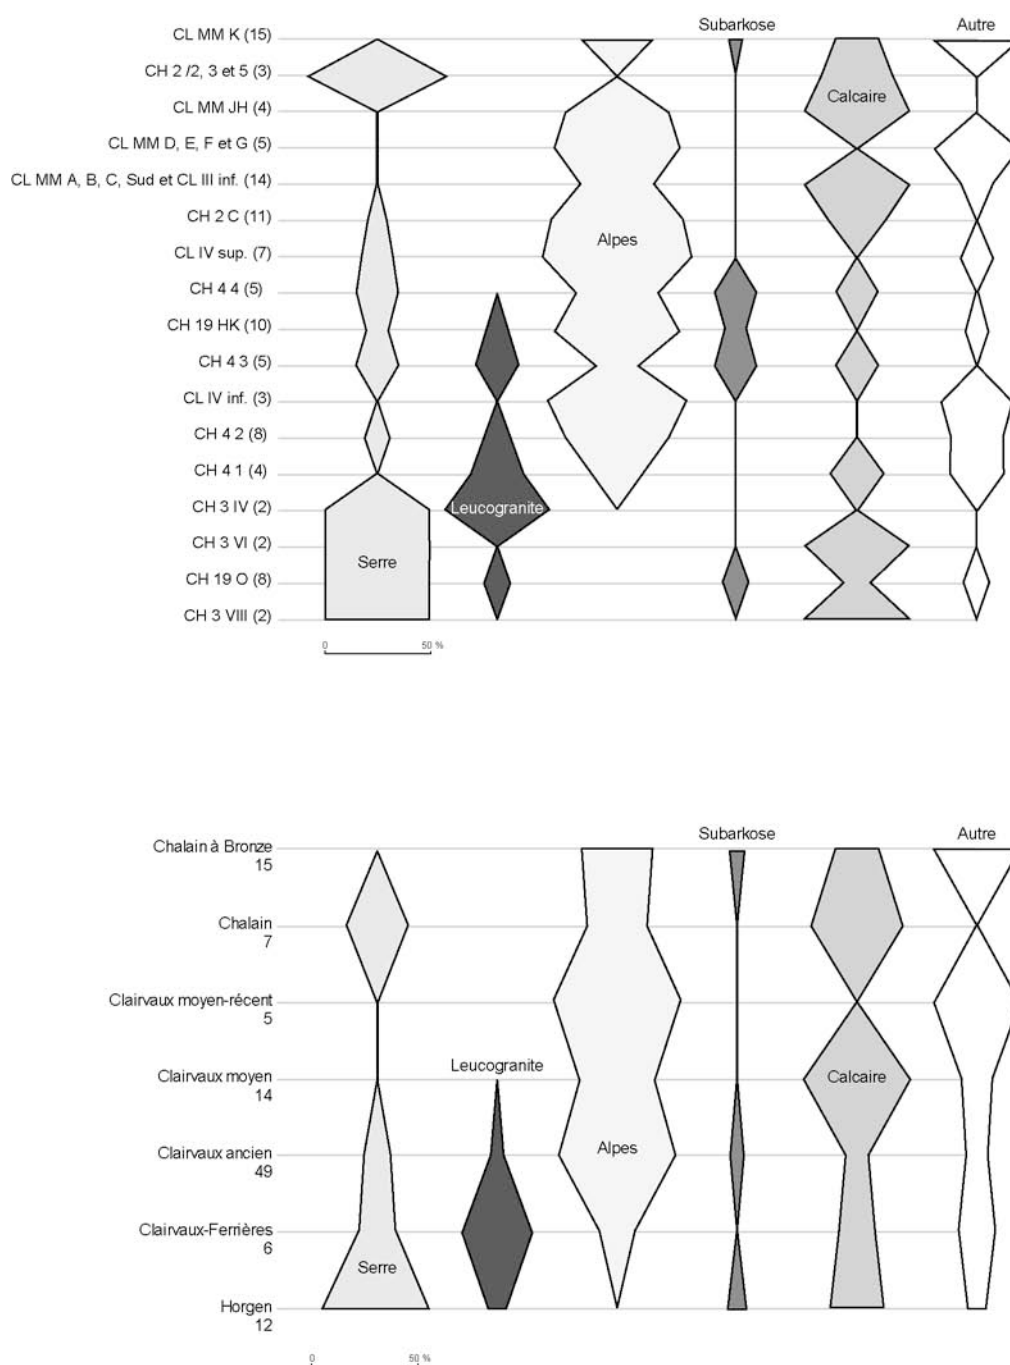 Subarkose Autre
CL MM K (15)
CH 2 /2, 3 et 5 (3)
CL MM JH (4)
Calcaire
CL MM D, E, F et G (5)
CL MM A, B, C, Sud et CL III inf. (14)
CH 2 C (11)
Alpes
CL IV sup. (7)
CH 4 4 (5)
CH 19 HK (10)
CH 4 3 (5)
CL IV inf. (3)
CH 4 2 (8)
CH 4 1 (4)
CH 3 IV (2)
Leucogranite
CH 3 VI (2)
Serre
CH 19 O (8)
CH 3 VIII (2)
0 50 %
Subarkose Autre
Chalain à Bronze
15
Chalain
7
Clairvaux moyen-récent
5
Leucogranite
Clairvaux moyen
14
Calcaire
Clairvaux ancien
49
Alpes
Clairvaux-Ferrières
6
Serre
Horgen
12
0 50 %